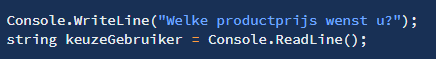 Console.WriteLine("Welke productprijs wenst u?");
string keuzeGebruiker = Console.ReadLine();